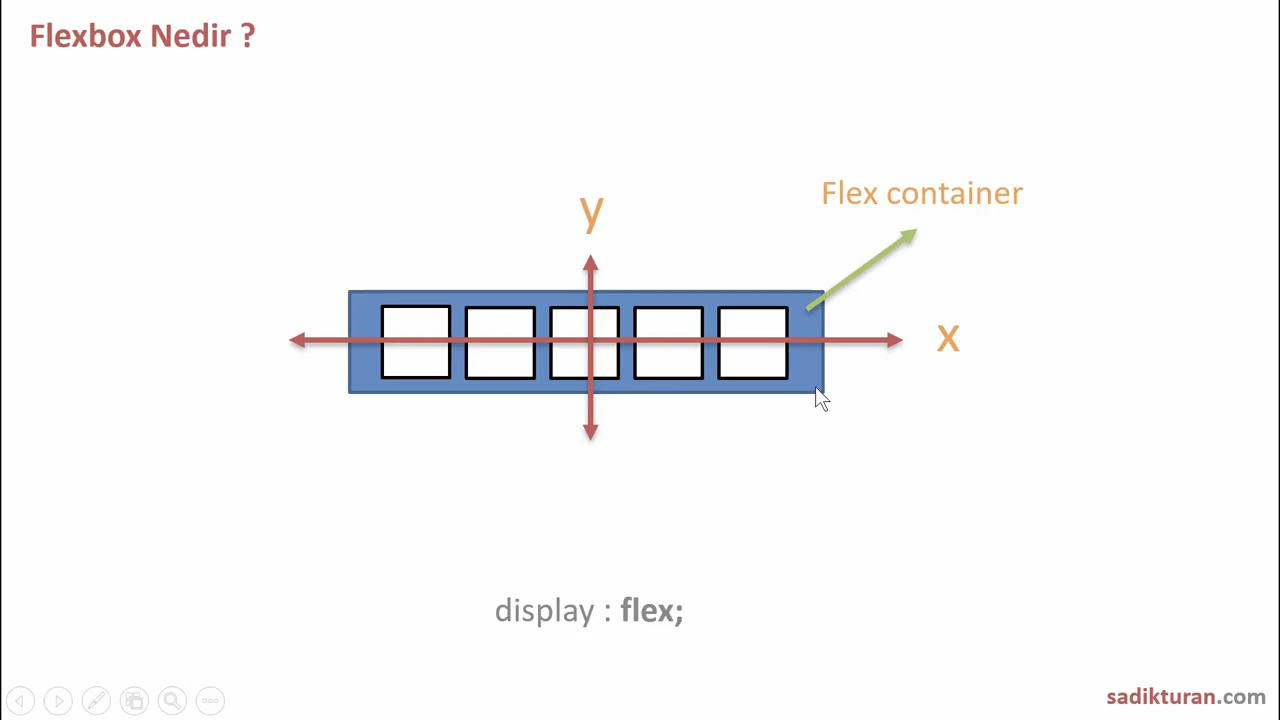 Flexbox Nedir ?
Flex container
y
x
display : flex;
sadikturan.com